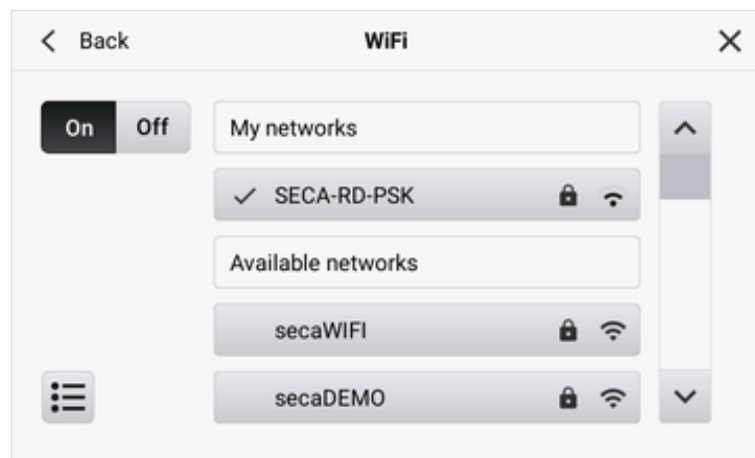 Back
WiFi
On Off
My networks
SECA-RD-PSK
Available networks
secaWIFI
secaDEMO